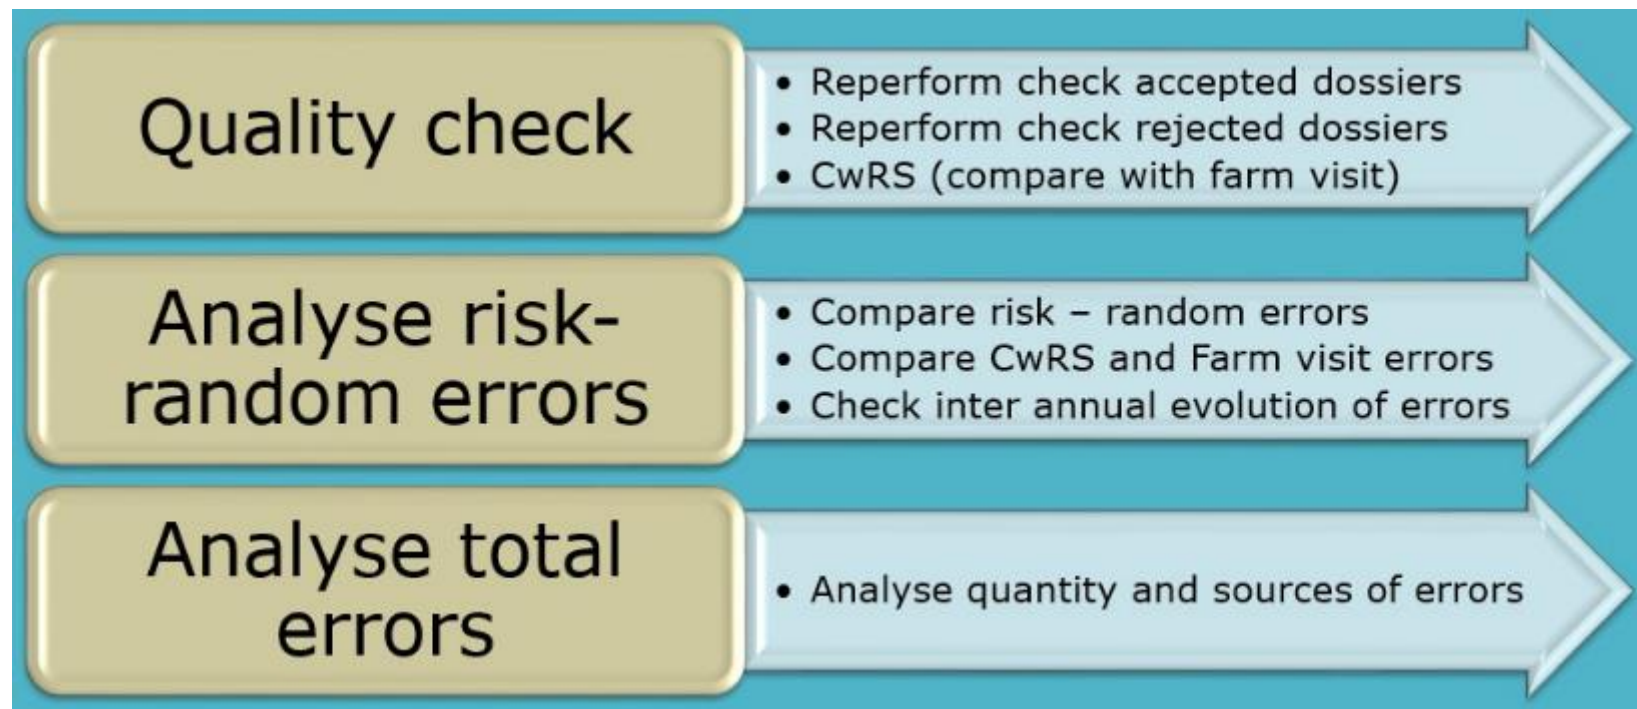 Quality check
• Reperform check accepted dossiers
• Reperform check rejected dossiers
• CwRS (compare with farm visit)
Analyse risk-
random errors
• Compare risk – random errors
• Compare CwRS and Farm visit errors
• Check inter annual evolution of errors
Analyse total
errors
• Analyse quantity and sources of errors